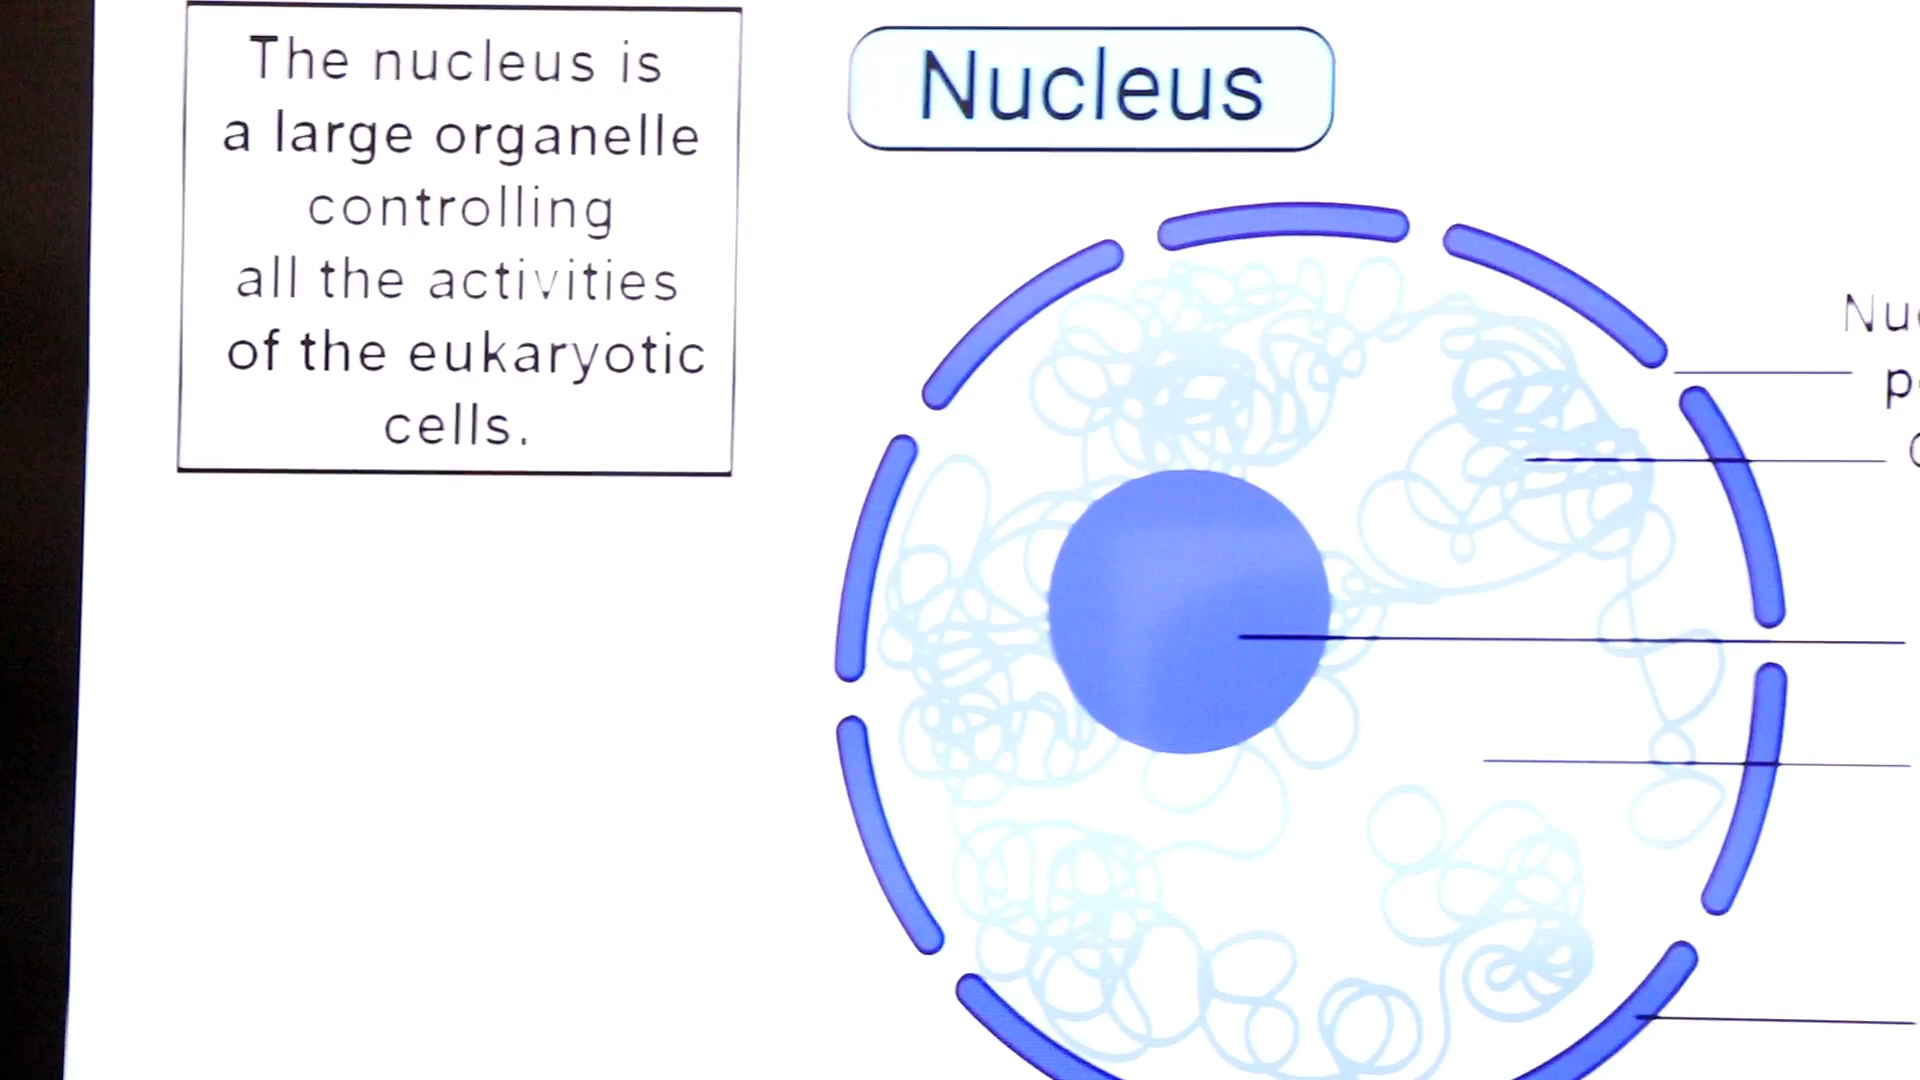 The nucleus is
a large organelle
controlling
all the activities
of the eukaryotic
cells.
Nucleus